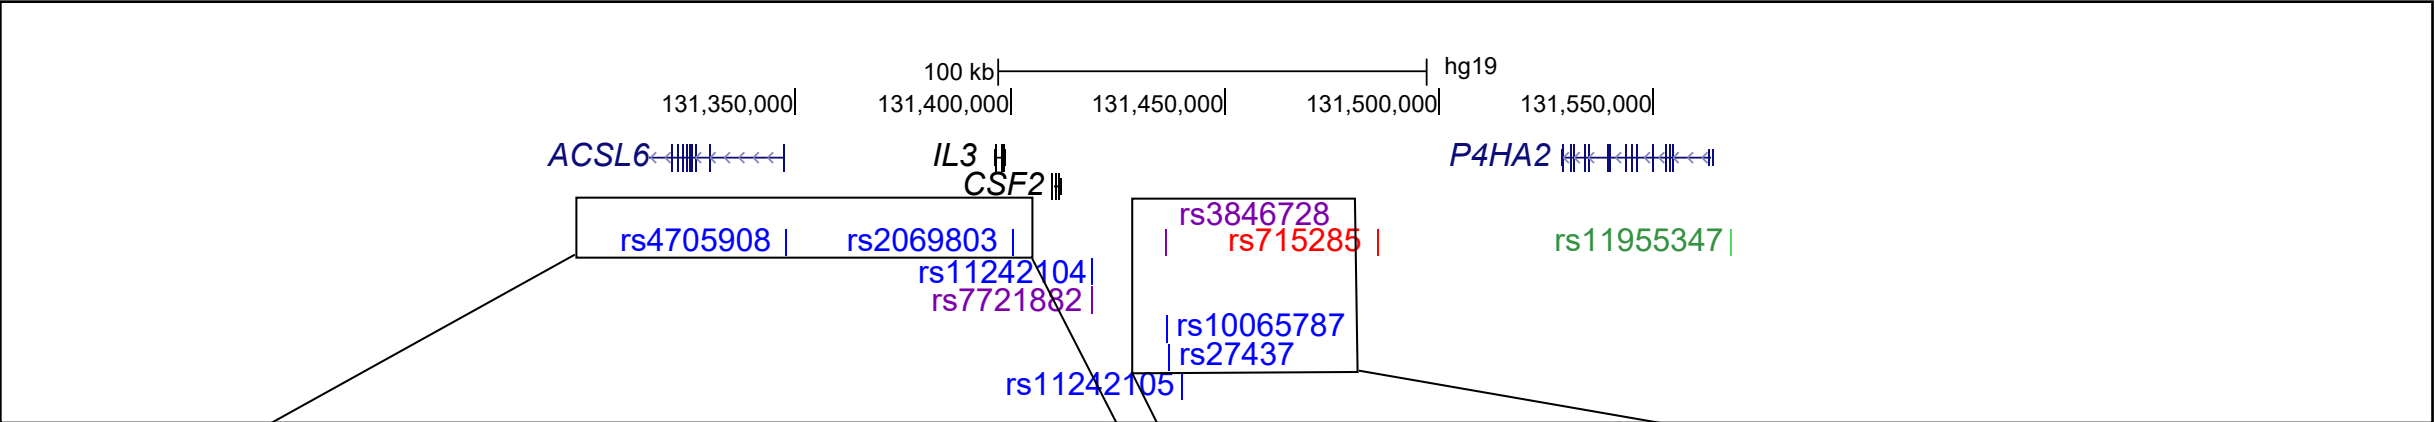 100 kb hg19
131,350,000 131,400,000 131,450,000 131,500,000 131,550,000
ACSL6 IL3 P4HA2
CSF2
rs3846728
rs4705908 rs2069803 rs715285 rs11955347
rs11242104
rs7721882
rs10065787
rs27437
rs11242105